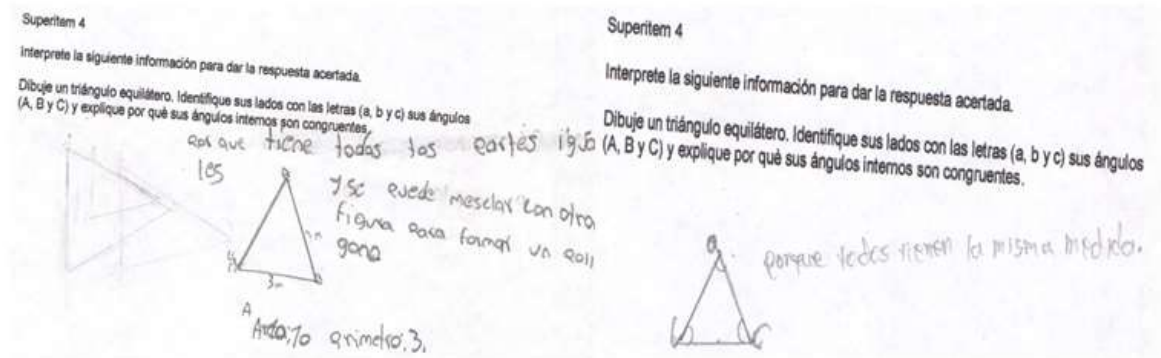 Superitem 4
Interprete la siguiente información para dar la respuesta acertada.
Dibuje un triángulo equilátero. Identifique sus lados con las letras (a, b y c) sus ángulos
(A, B y C) y explique por qué sus ángulos internos son congruentes.
por que tiene todas las partes igua
les
y se puede mesclar con otra
figura para formar un poli
gono
3
A
Superitem 4
Interprete la siguiente información para dar la respuesta acertada.
Dibuje un triángulo equilátero. Identifique sus lados con las letras (a, b y c) sus ángulos
(A, B y C) y explique por qué sus ángulos internos son congruentes.
porque todos tienen la misma medida.